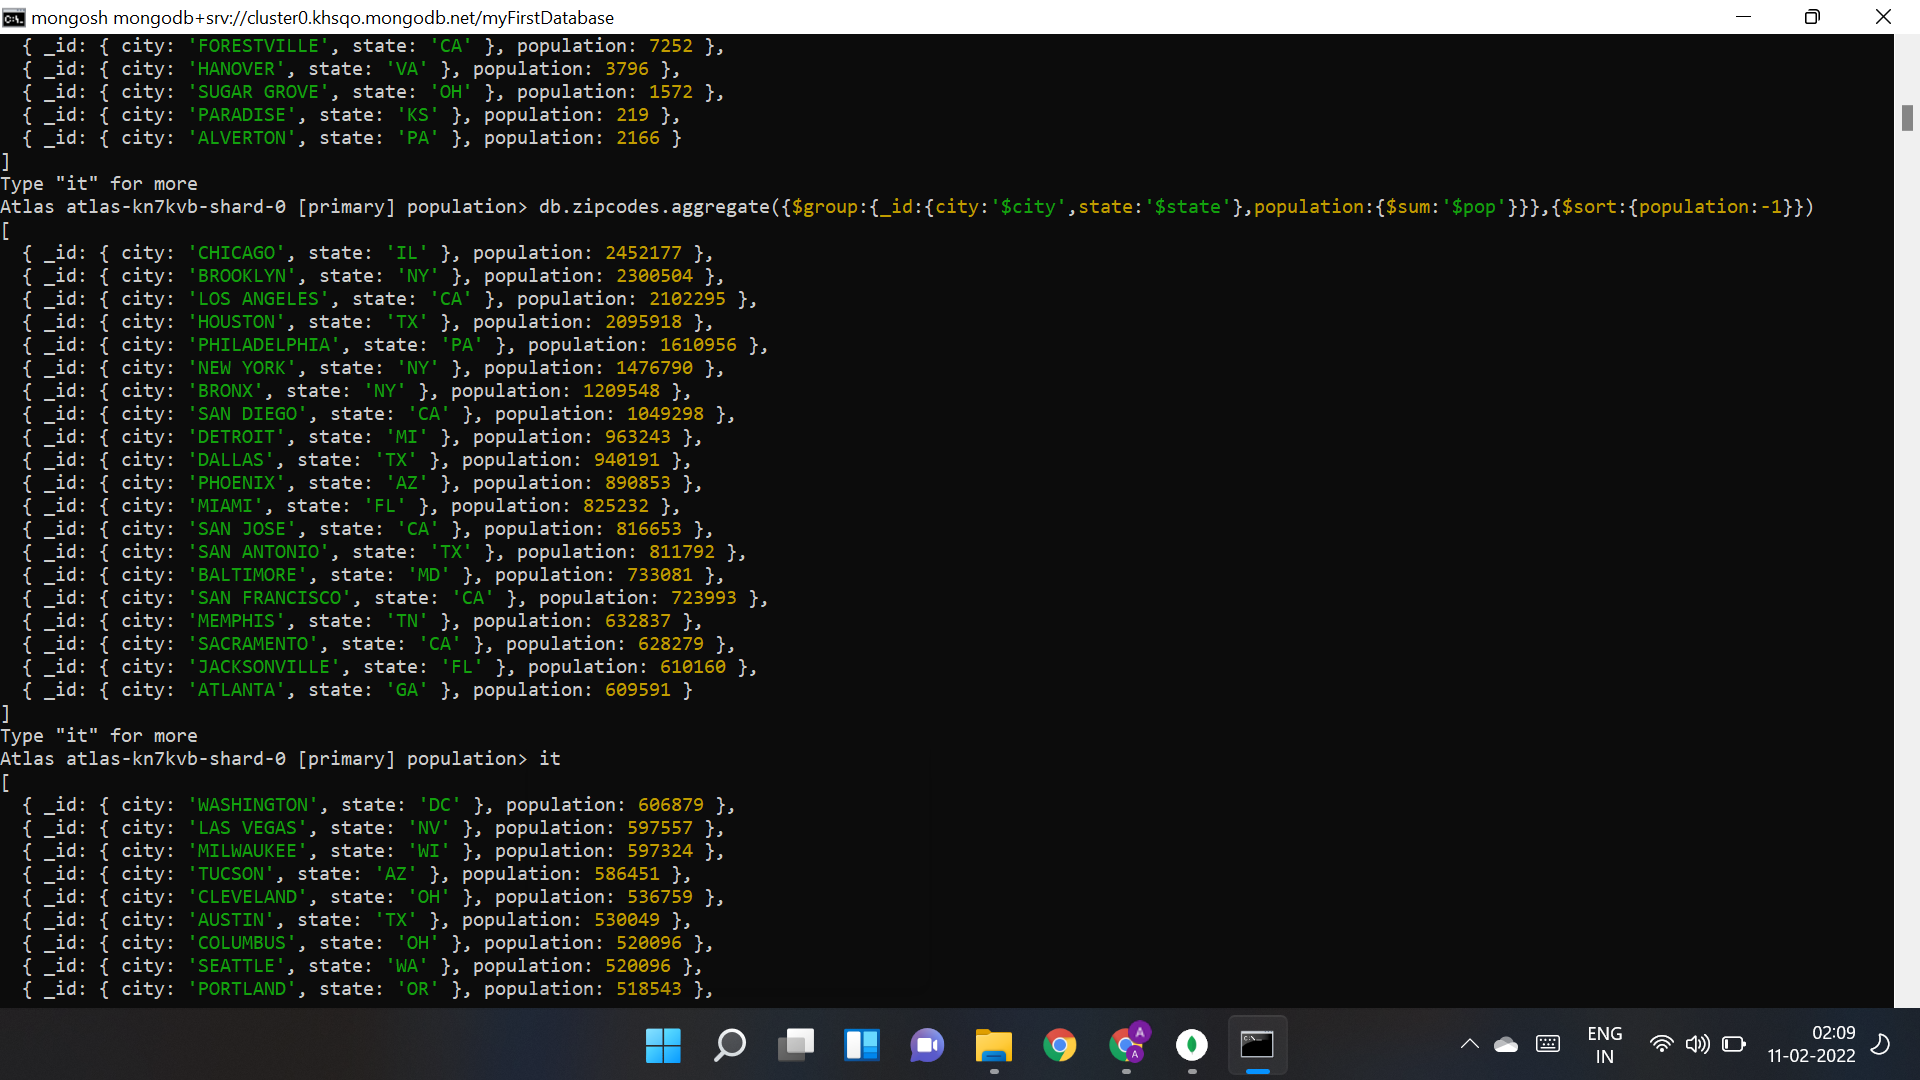 mongosh mongodb+srv://cluster0.khsqo.mongodb.net/myFirstDatabase
  { _id: { city: 'FORESTVILLE', state: 'CA' }, population: 7252 },
  { _id: { city: 'HANOVER', state: 'VA' }, population: 3796 },
  { _id: { city: 'SUGAR GROVE', state: 'OH' }, population: 1572 },
  { _id: { city: 'PARADISE', state: 'KS' }, population: 219 },
  { _id: { city: 'ALVERTON', state: 'PA' }, population: 2166 }
]
Type "it" for more
Atlas atlas-kn7kvb-shard-0 [primary] population> db.zipcodes.aggregate({$group:{_id:{city:'$city',state:'$state'},population:{$sum:'$pop'}}},{$sort:{population:-1}})
[
  { _id: { city: 'CHICAGO', state: 'IL' }, population: 2452177 },
  { _id: { city: 'BROOKLYN', state: 'NY' }, population: 2300504 },
  { _id: { city: 'LOS ANGELES', state: 'CA' }, population: 2102295 },
  { _id: { city: 'HOUSTON', state: 'TX' }, population: 2095918 },
  { _id: { city: 'PHILADELPHIA', state: 'PA' }, population: 1610956 },
  { _id: { city: 'NEW YORK', state: 'NY' }, population: 1476790 },
  { _id: { city: 'BRONX', state: 'NY' }, population: 1209548 },
  { _id: { city: 'SAN DIEGO', state: 'CA' }, population: 1049298 },
  { _id: { city: 'DETROIT', state: 'MI' }, population: 963243 },
  { _id: { city: 'DALLAS', state: 'TX' }, population: 940191 },
  { _id: { city: 'PHOENIX', state: 'AZ' }, population: 890853 },
  { _id: { city: 'MIAMI', state: 'FL' }, population: 825232 },
  { _id: { city: 'SAN JOSE', state: 'CA' }, population: 816653 },
  { _id: { city: 'SAN ANTONIO', state: 'TX' }, population: 811792 },
  { _id: { city: 'BALTIMORE', state: 'MD' }, population: 733081 },
  { _id: { city: 'SAN FRANCISCO', state: 'CA' }, population: 723993 },
  { _id: { city: 'MEMPHIS', state: 'TN' }, population: 632837 },
  { _id: { city: 'SACRAMENTO', state: 'CA' }, population: 628279 },
  { _id: { city: 'JACKSONVILLE', state: 'FL' }, population: 610160 },
  { _id: { city: 'ATLANTA', state: 'GA' }, population: 609591 }
]
Type "it" for more
Atlas atlas-kn7kvb-shard-0 [primary] population> it
[
  { _id: { city: 'WASHINGTON', state: 'DC' }, population: 606879 },
  { _id: { city: 'LAS VEGAS', state: 'NV' }, population: 597557 },
  { _id: { city: 'MILWAUKEE', state: 'WI' }, population: 597324 },
  { _id: { city: 'TUCSON', state: 'AZ' }, population: 586451 },
  { _id: { city: 'CLEVELAND', state: 'OH' }, population: 536759 },
  { _id: { city: 'AUSTIN', state: 'TX' }, population: 530049 },
  { _id: { city: 'COLUMBUS', state: 'OH' }, population: 520096 },
  { _id: { city: 'SEATTLE', state: 'WA' }, population: 520096 },
  { _id: { city: 'PORTLAND', state: 'OR' }, population: 518543 },
A
A
ENG
IN
02:09
11-02-2022